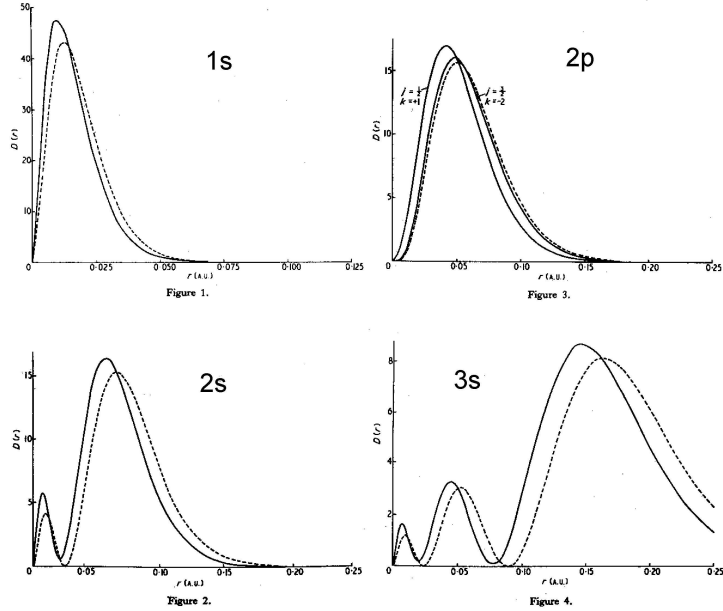 50
40
30
20
10
0
D(r)
1s
0
0·025
0·050
0·075
0·100
0·125
r (A.U.)
Figure 1.
15
10
5
D(r)
2p
j = ½
k = +1
j = 3/2
k = -2
0
0·05
0·10
0·15
0·20
0·25
r (A.U.)
Figure 3.
15
10
5
0
D(r)
2s
0·05
0·10
0·15
0·20
0·25
r (A.U.)
Figure 2.
8
6
4
2
D(r)
3s
0
0·05
0·10
0·15
0·20
0·25
r (A.U.)
Figure 4.